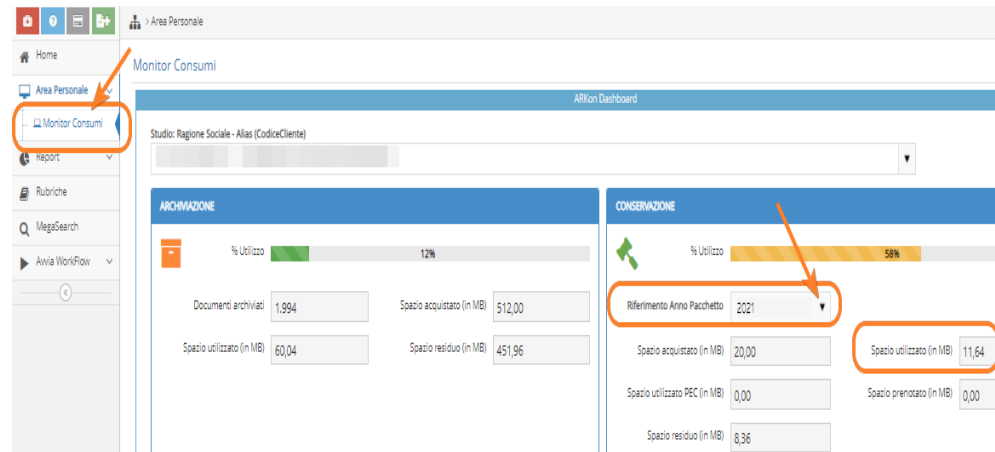 › Area Personale
Home
Monitor Consumi
Area Personale
ARKon Dashboard
Monitor Consumi
Studio: Ragione Sociale - Alias (CodiceCliente)
Report
Rubriche
MegaSearch
Avvia WorkFlow
ARCHIVIAZIONE
% Utilizzo 12%
Documenti archiviati 1.994 Spazio acquistato (in MB) 512,00
Spazio utilizzato (in MB) 60,04 Spazio residuo (in MB) 451,96
CONSERVAZIONE
% Utilizzo 58%
Riferimento Anno Pacchetto 2021
Spazio acquistato (in MB) 20,00 Spazio utilizzato (in MB) 11,64
Spazio utilizzato PEC (in MB) 0,00 Spazio prenotato (in MB) 0,00
Spazio residuo (in MB) 8,36